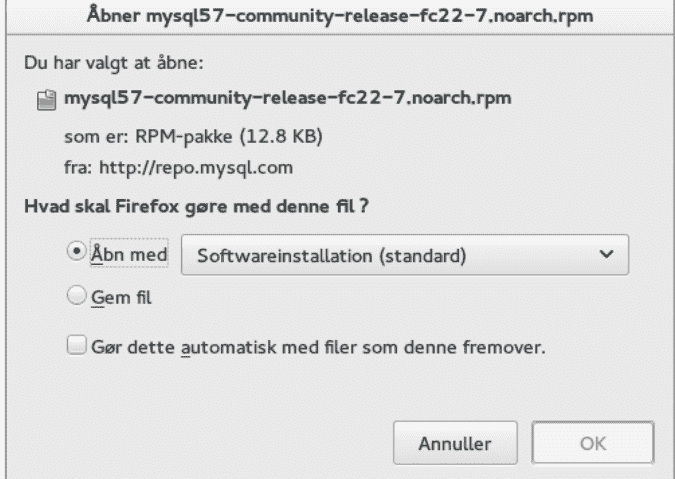 Åbner mysql57-community-release-fc22-7.noarch.rpm
Du har valgt at åbne:
mysql57-community-release-fc22-7.noarch.rpm
som er: RPM-pakke (12.8 KB)
fra: http://repo.mysql.com
Hvad skal Firefox gøre med denne fil?
Åbn med Softwareinstallation (standard)
Gem fil
Gør dette automatisk med filer som denne fremover.
Annuller OK